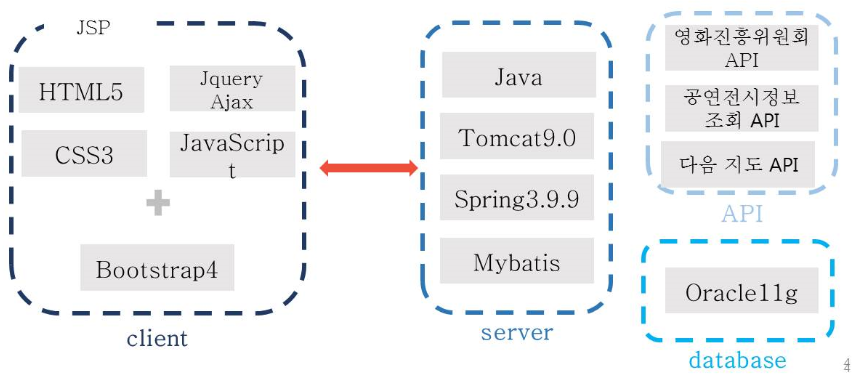 JSP
HTML5
Jquery
Ajax
CSS3
JavaScrip
t
Bootstrap4
client
Java
Tomcat9.0
Spring3.9.9
Mybatis
server
영화진흥위원회
API
공연전시정보
조회 API
다음 지도 API
API
Oracle11g
database